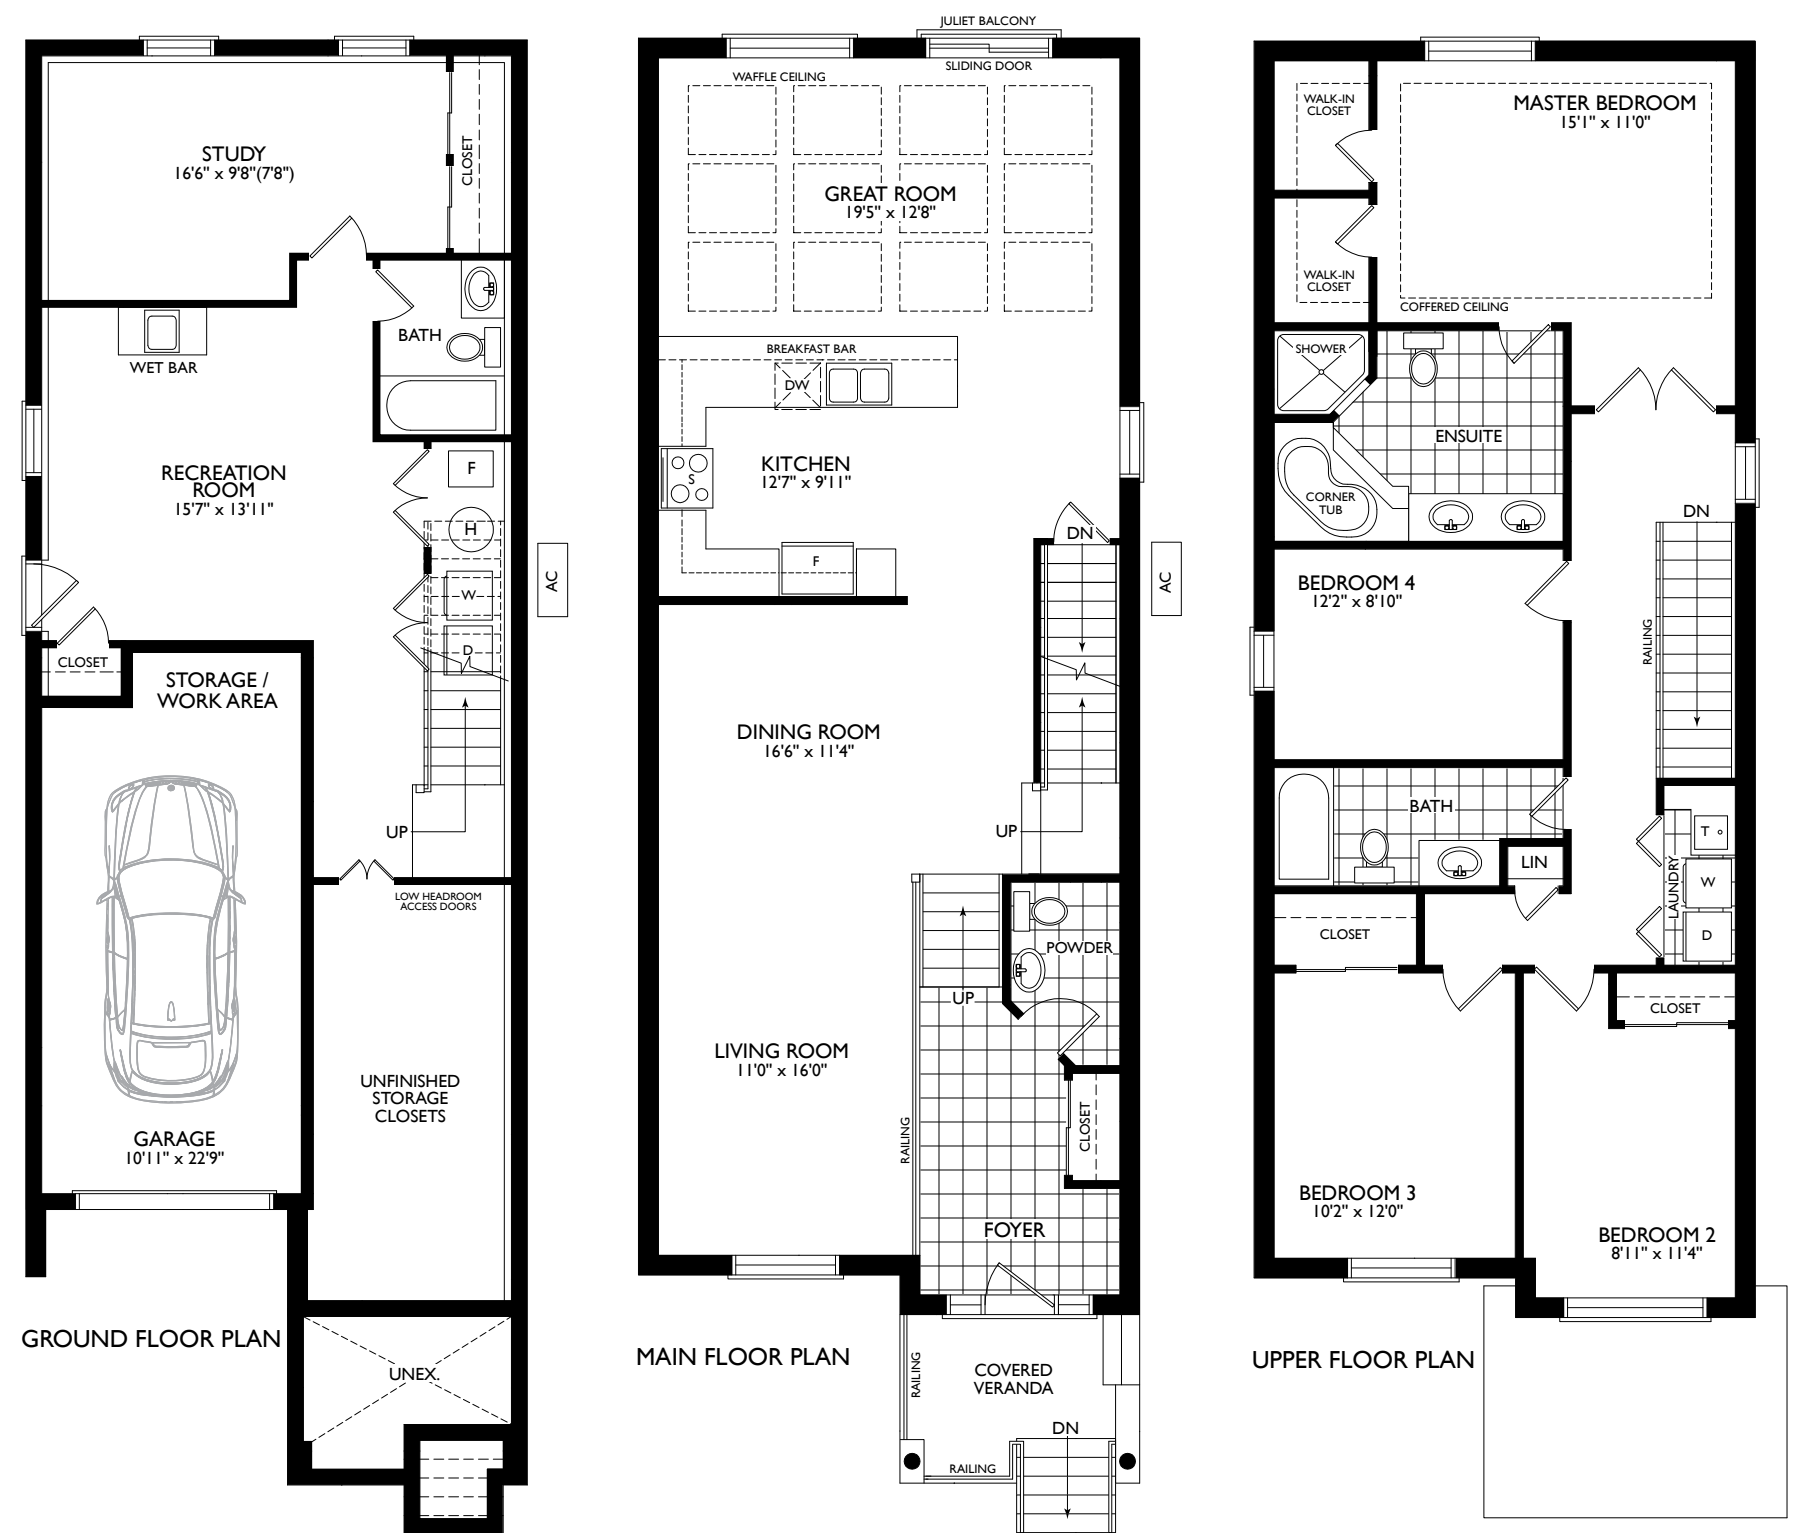 STUDY
16'6" x 9'8"(7'8")
CLOSET
BATH
WET BAR
RECREATION
ROOM
15'7" x 13'11"
F
H
W
D
AC
CLOSET
STORAGE /
WORK AREA
UP
LOW HEADROOM
ACCESS DOORS
UNFINISHED
STORAGE
CLOSETS
GARAGE
10'11" x 22'9"
GROUND FLOOR PLAN
UNEX.
JULIET BALCONY
SLIDING DOOR
WAFFLE CEILING
GREAT ROOM
19'5" x 12'8"
BREAKFAST BAR
DW
KITCHEN
12'7" x 9'11"
S
F
DN
AC
DINING ROOM
16'6" x 11'4"
UP
POWDER
UP
LIVING ROOM
11'0" x 16'0"
RAILING
CLOSET
FOYER
MAIN FLOOR PLAN
RAILING
COVERED
VERANDA
DN
RAILING
WALK-IN
CLOSET
MASTER BEDROOM
15'1" x 11'0"
WALK-IN
CLOSET
COFFERED CEILING
SHOWER
ENSUITE
CORNER
TUB
DN
BEDROOM 4
12'2" x 8'10"
RAILING
BATH
LIN
T
LAUNDRY
W
D
CLOSET
CLOSET
BEDROOM 3
10'2" x 12'0"
BEDROOM 2
8'11" x 11'4"
UPPER FLOOR PLAN